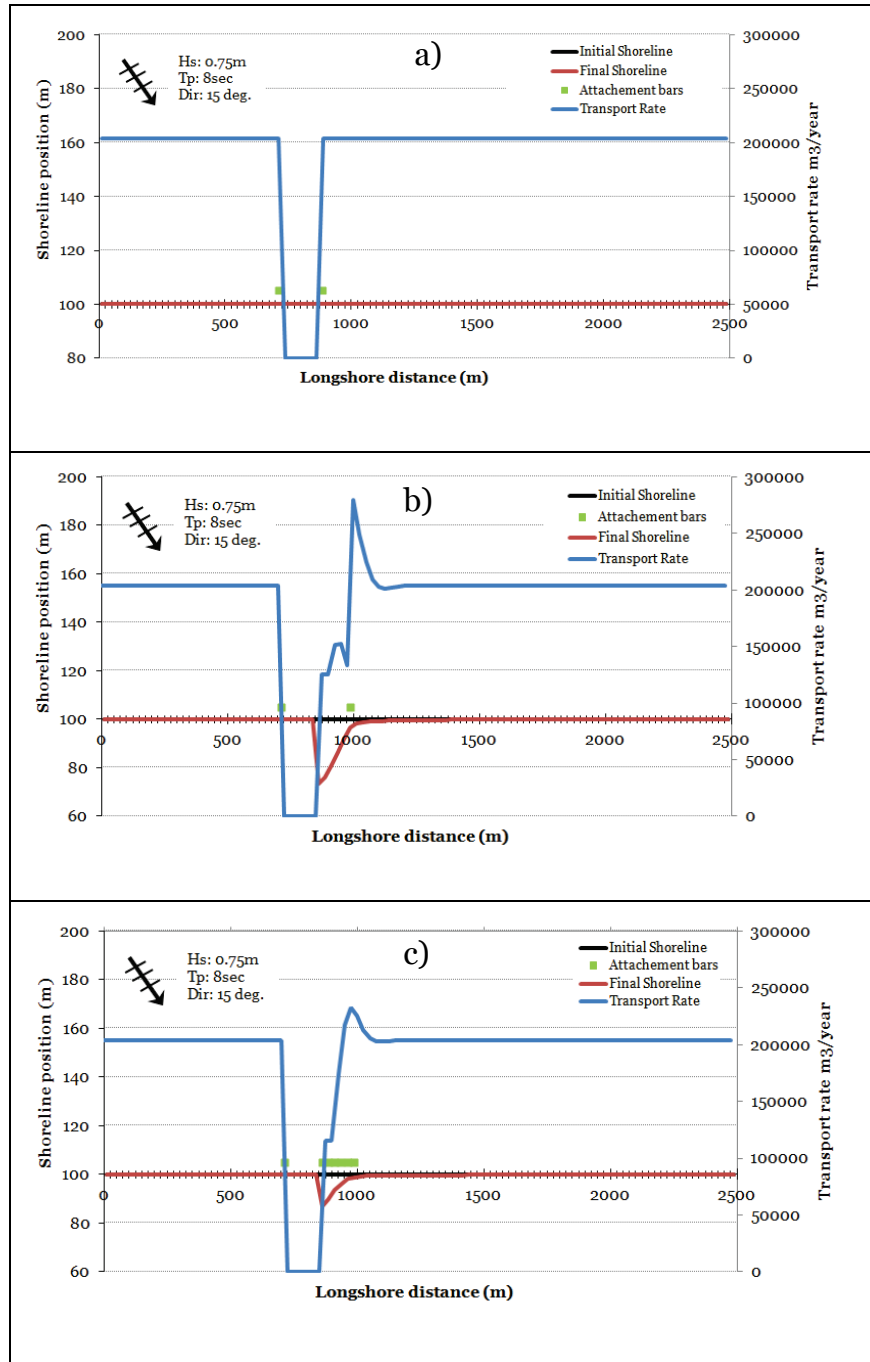 a)
Hs: 0.75m
Tp: 8sec
Dir: 15 deg.
Initial Shoreline
Final Shoreline
Attachement bars
Transport Rate
Shoreline position (m)
200
180
160
140
120
100
80
Transport rate m3/year
300000
250000
200000
150000
100000
50000
0
0
500
1000
1500
2000
2500
Longshore distance (m)
b)
Hs: 0.75m
Tp: 8sec
Dir: 15 deg.
Initial Shoreline
Attachement bars
Final Shoreline
Transport Rate
Shoreline position (m)
200
180
160
140
120
100
80
60
Transport rate m3/year
300000
250000
200000
150000
100000
50000
0
0
500
1000
1500
2000
2500
Longshore distance (m)
c)
Hs: 0.75m
Tp: 8sec
Dir: 15 deg.
Initial Shoreline
Attachement bars
Final Shoreline
Transport Rate
Shoreline position (m)
200
180
160
140
120
100
80
60
Transport rate m3/year
300000
250000
200000
150000
100000
50000
0
0
500
1000
1500
2000
2500
Longshore distance (m)